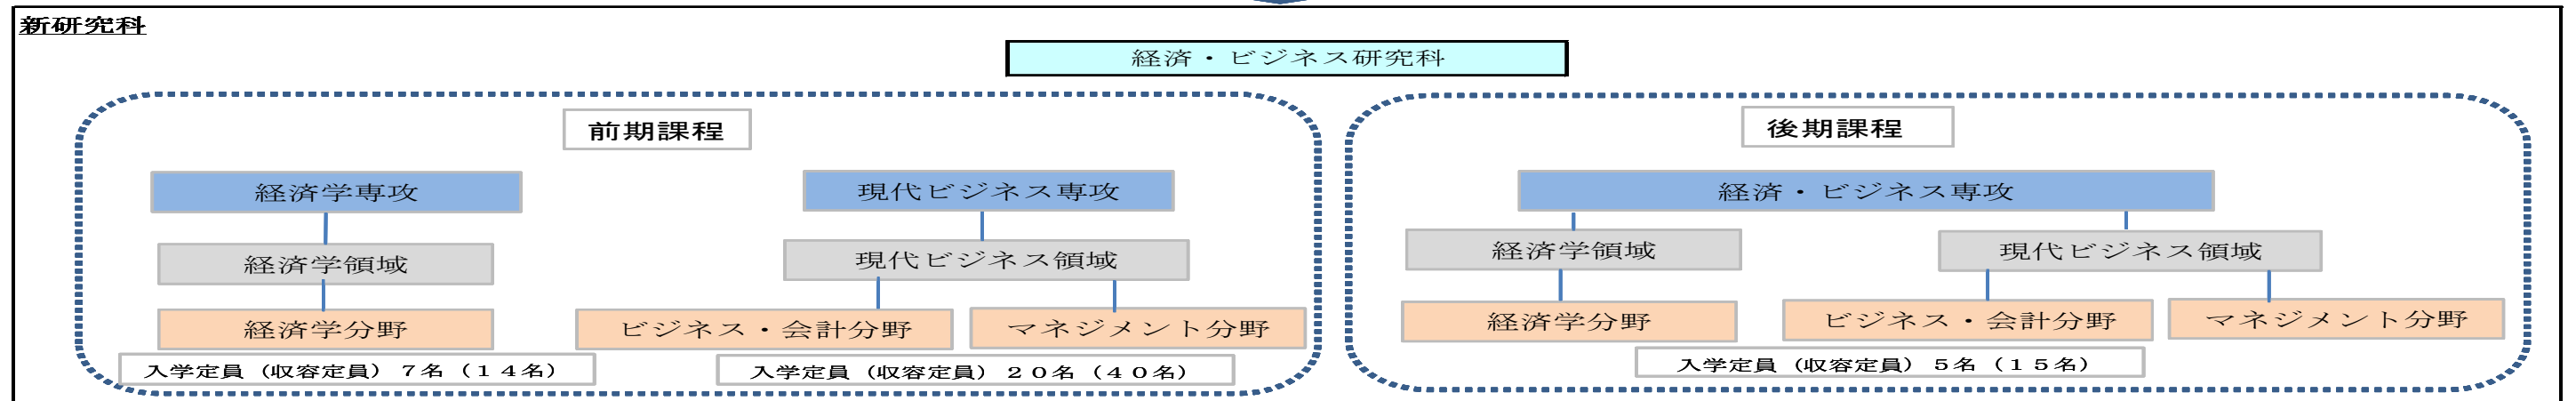 新研究科
経済・ビジネス研究科
前期課程
経済学専攻
現代ビジネス専攻
経済学領域
現代ビジネス領域
経済学分野
ビジネス・会計分野
マネジメント分野
入学定員（収容定員）７名（１４名）
入学定員（収容定員）２０名（４０名）
後期課程
経済・ビジネス専攻
経済学領域
現代ビジネス領域
経済学分野
ビジネス・会計分野
マネジメント分野
入学定員（収容定員）５名（１５名）